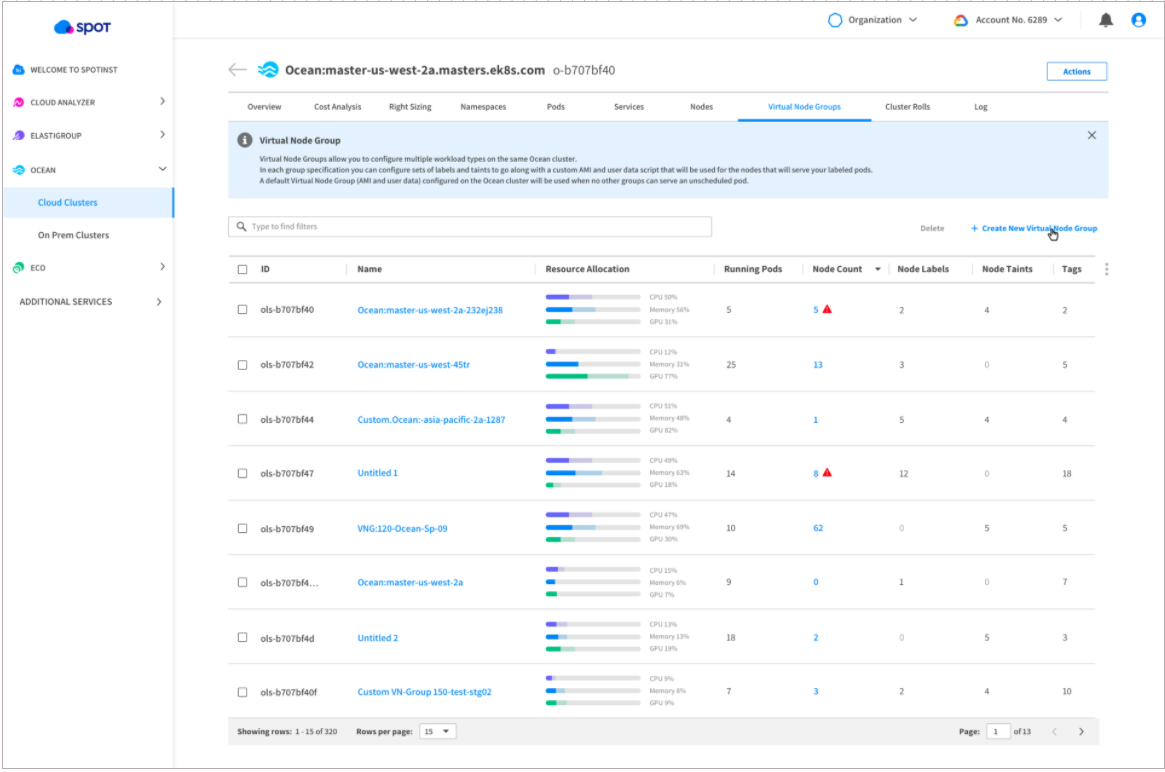 spot
Organization
Account No. 6289
WELCOME TO SPOTINST
CLOUD ANALYZER
ELASTIGROUP
OCEAN
Cloud Clusters
On Prem Clusters
ECO
ADDITIONAL SERVICES
Ocean:master-us-west-2a.masters.ek8s.com o-b707bf40
Actions
Overview Cost Analysis Right Sizing Namespaces Pods Services Nodes Virtual Node Groups Cluster Rolls Log
Virtual Node Group
Virtual Node Groups allow you to configure multiple workload types on the same Ocean cluster.
In each group specification you can configure sets of labels and taints to go along with a custom AMI and user data script that will be used for the nodes that will serve your labeled pods.
A default Virtual Node Group (AMI and user data) configured on the Ocean cluster will be used when no other groups can serve an unscheduled pod.
Type to find filters
Delete + Create New Virtual Node Group
ID Name Resource Allocation Running Pods Node Count Node Labels Node Taints Tags
CPU 50%
ols-b707bf40 Ocean:master-us-west-2a-232ej238 Memory 56% 5 5 2 4 2
GPU 31%
CPU 12%
ols-b707bf42 Ocean:master-us-west-45tr Memory 32% 25 13 3 0 5
GPU 77%
CPU 51%
ols-b707bf44 Custom.Ocean:-asia-pacific-2a-1287 Memory 48% 4 1 5 4 4
GPU 82%
CPU 49%
ols-b707bf47 Untitled 1 Memory 63% 14 8 12 0 18
GPU 18%
CPU 47%
ols-b707bf49 VNG:120-Ocean-Sp-09 Memory 69% 10 62 0 5 5
GPU 30%
CPU 15%
ols-b707bf4... Ocean:master-us-west-2a Memory 6% 9 0 1 0 7
GPU 7%
CPU 13%
ols-b707bf4d Untitled 2 Memory 13% 18 2 0 5 3
GPU 19%
CPU 9%
ols-b707bf40f Custom VN-Group 150-test-stg02 Memory 8% 7 3 2 4 10
GPU 9%
Showing rows: 1 - 15 of 320 Rows per page: 15 Page: 1 of 13